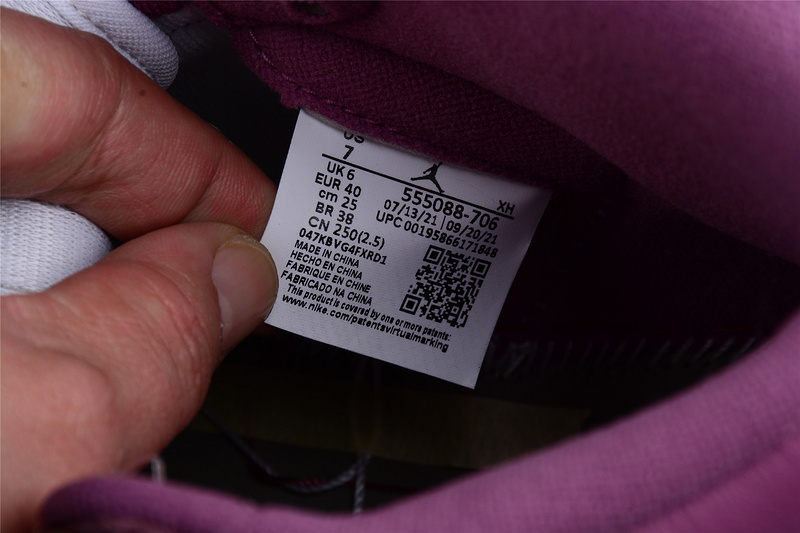 US
7
UK 6
EUR 40
cm 25
BR 38
CN 250(2.5)
047KBVG4FXRD1
XH
555088-706
07/13/21 | 09/20/21
UPC 00195866171848
MADE IN CHINA
HECHO EN CHINA
FABRIQUE EN CHINE
FABRICADO NA CHINA
This product is covered by one or more patents:
www.nike.com/patentsvirtualmarking